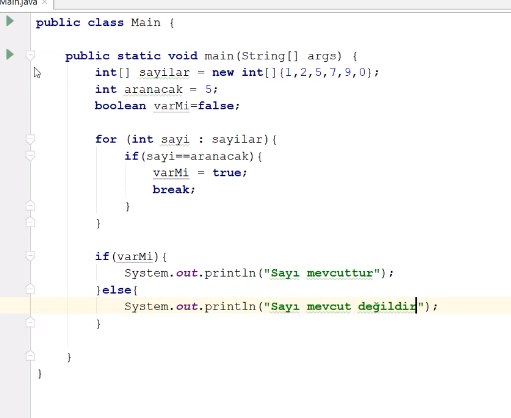 Main.java
public class Main {
public static void main(String[] args) {
int[] sayilar = new int[]{1,2,5,7,9,0};
int aranacak = 5;
boolean varMi=false;
for (int sayi : sayilar){
if(sayi==aranacak){
varMi = true;
break;
}
}
if(varMi){
System.out.println("Sayı mevcuttur");
}else{
System.out.println("Sayı mevcut değildir");
}
}
}